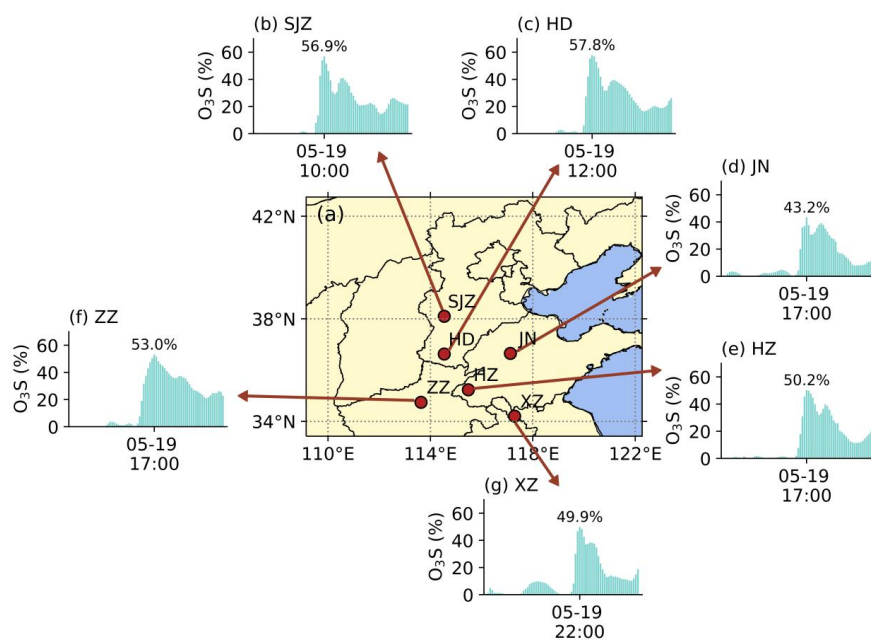 (b) SJZ
O₃S (%)
60
40
20
0
56.9%
05-19
10:00
(c) HD
O₃S (%)
60
40
20
0
57.8%
05-19
12:00
(d) JN
O₃S (%)
60
40
20
0
43.2%
05-19
17:00
(a)
42°N
38°N
34°N
110°E
114°E
118°E
122°E
SJZ
HD
JN
HZ
ZZ
XZ
(f) ZZ
O₃S (%)
60
40
20
0
53.0%
05-19
17:00
(e) HZ
O₃S (%)
60
40
20
0
50.2%
05-19
17:00
(g) XZ
O₃S (%)
60
40
20
0
49.9%
05-19
22:00